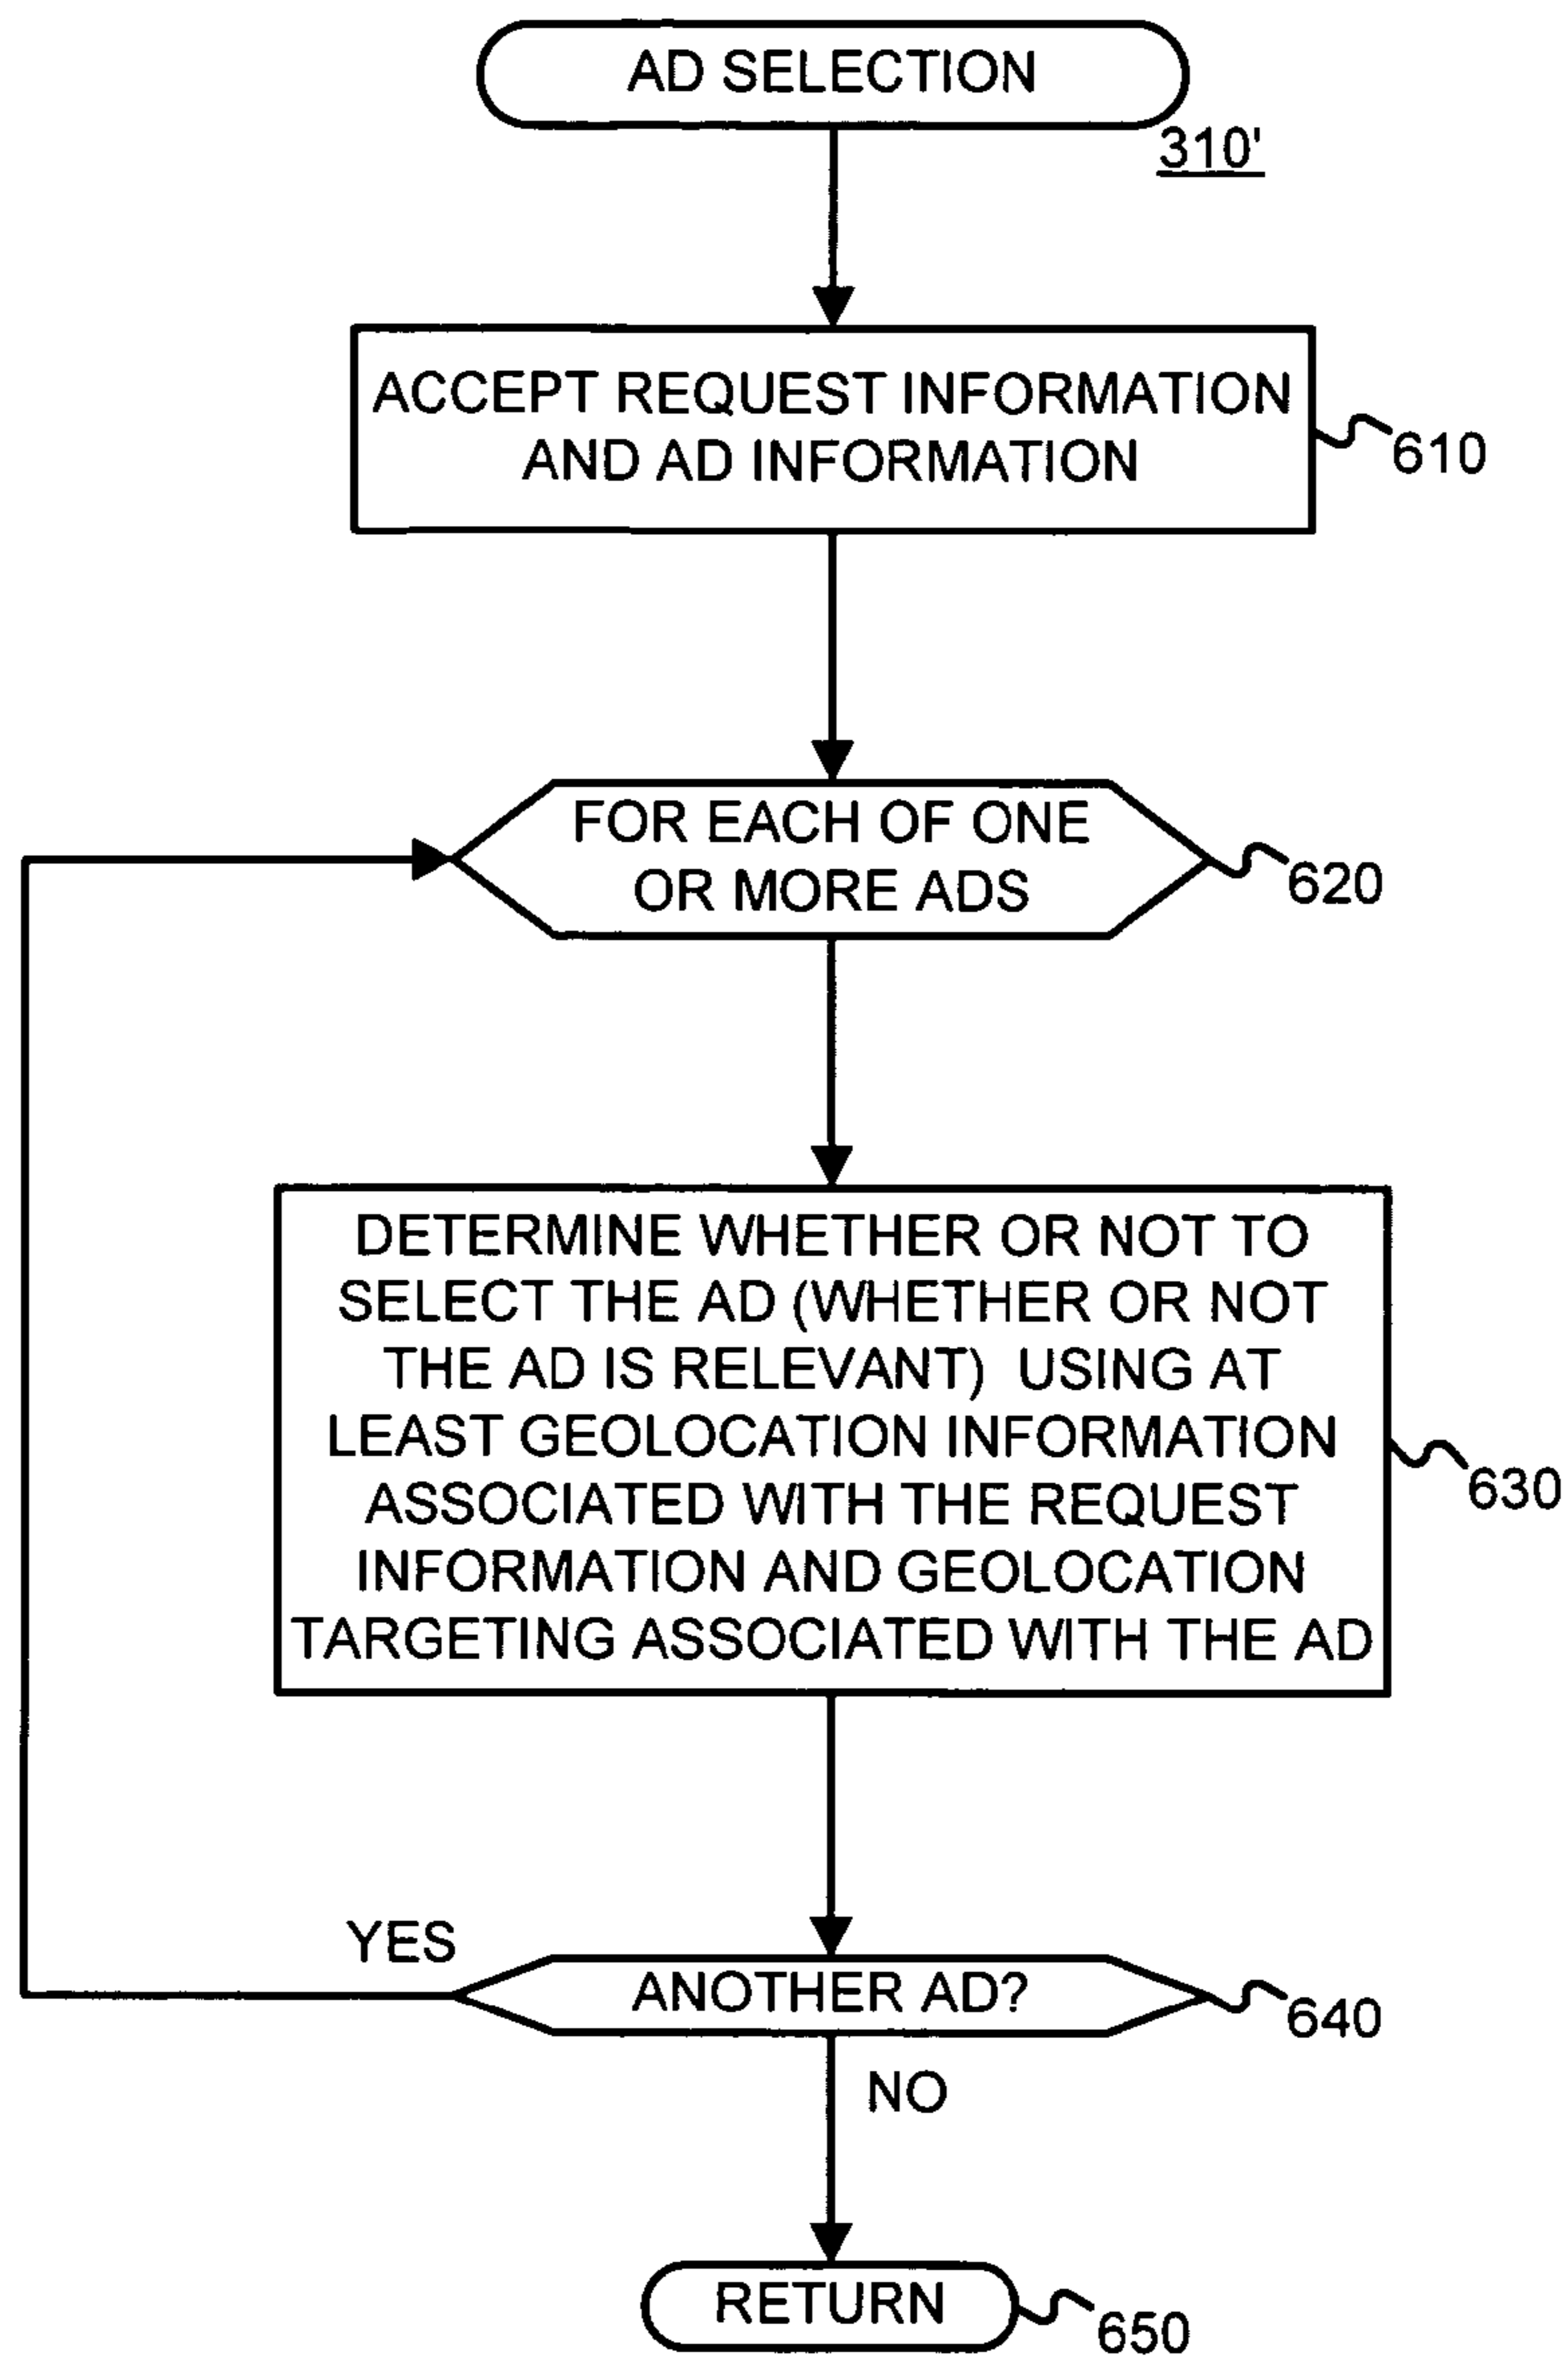 AD SELECTION
310'
ACCEPT REQUEST INFORMATION
AND AD INFORMATION
610
FOR EACH OF ONE
OR MORE ADS
620
DETERMINE WHETHER OR NOT TO
SELECT THE AD (WHETHER OR NOT
THE AD IS RELEVANT) USING AT
LEAST GEOLOCATION INFORMATION
ASSOCIATED WITH THE REQUEST
INFORMATION AND GEOLOCATION
TARGETING ASSOCIATED WITH THE AD
630
YES
ANOTHER AD?
640
NO
RETURN
650